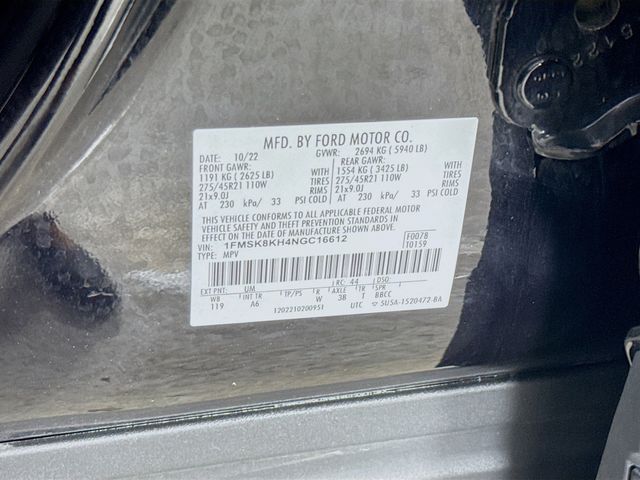 MFD. BY FORD MOTOR CO.
DATE: 10/22 GVWR: 2694 KG ( 5940 LB)
FRONT GAWR: REAR GAWR:
1191 KG ( 2625 LB) WITH 1554 KG ( 3425 LB) WITH
275/45R21 110W TIRES 275/45R21 110W TIRES
21x9.0J RIMS 21x9.0J RIMS
AT 230 kPa/ 33 PSI COLD AT 230 kPa/ 33 PSI COLD
THIS VEHICLE CONFORMS TO ALL APPLICABLE FEDERAL MOTOR
VEHICLE SAFETY AND THEFT PREVENTION STANDARDS IN
EFFECT ON THE DATE OF MANUFACTURE SHOWN ABOVE.
VIN: 1FMSK8KH4NGC16612 F0078
TYPE: MPV T0159
EXT PNT: UM RC: 44 DSO:
WB INT TR TP/PS R AXLE TR SPR
119 A6 W 3B T BBCC
1202210200951 UTC SUSA-1520472-BA